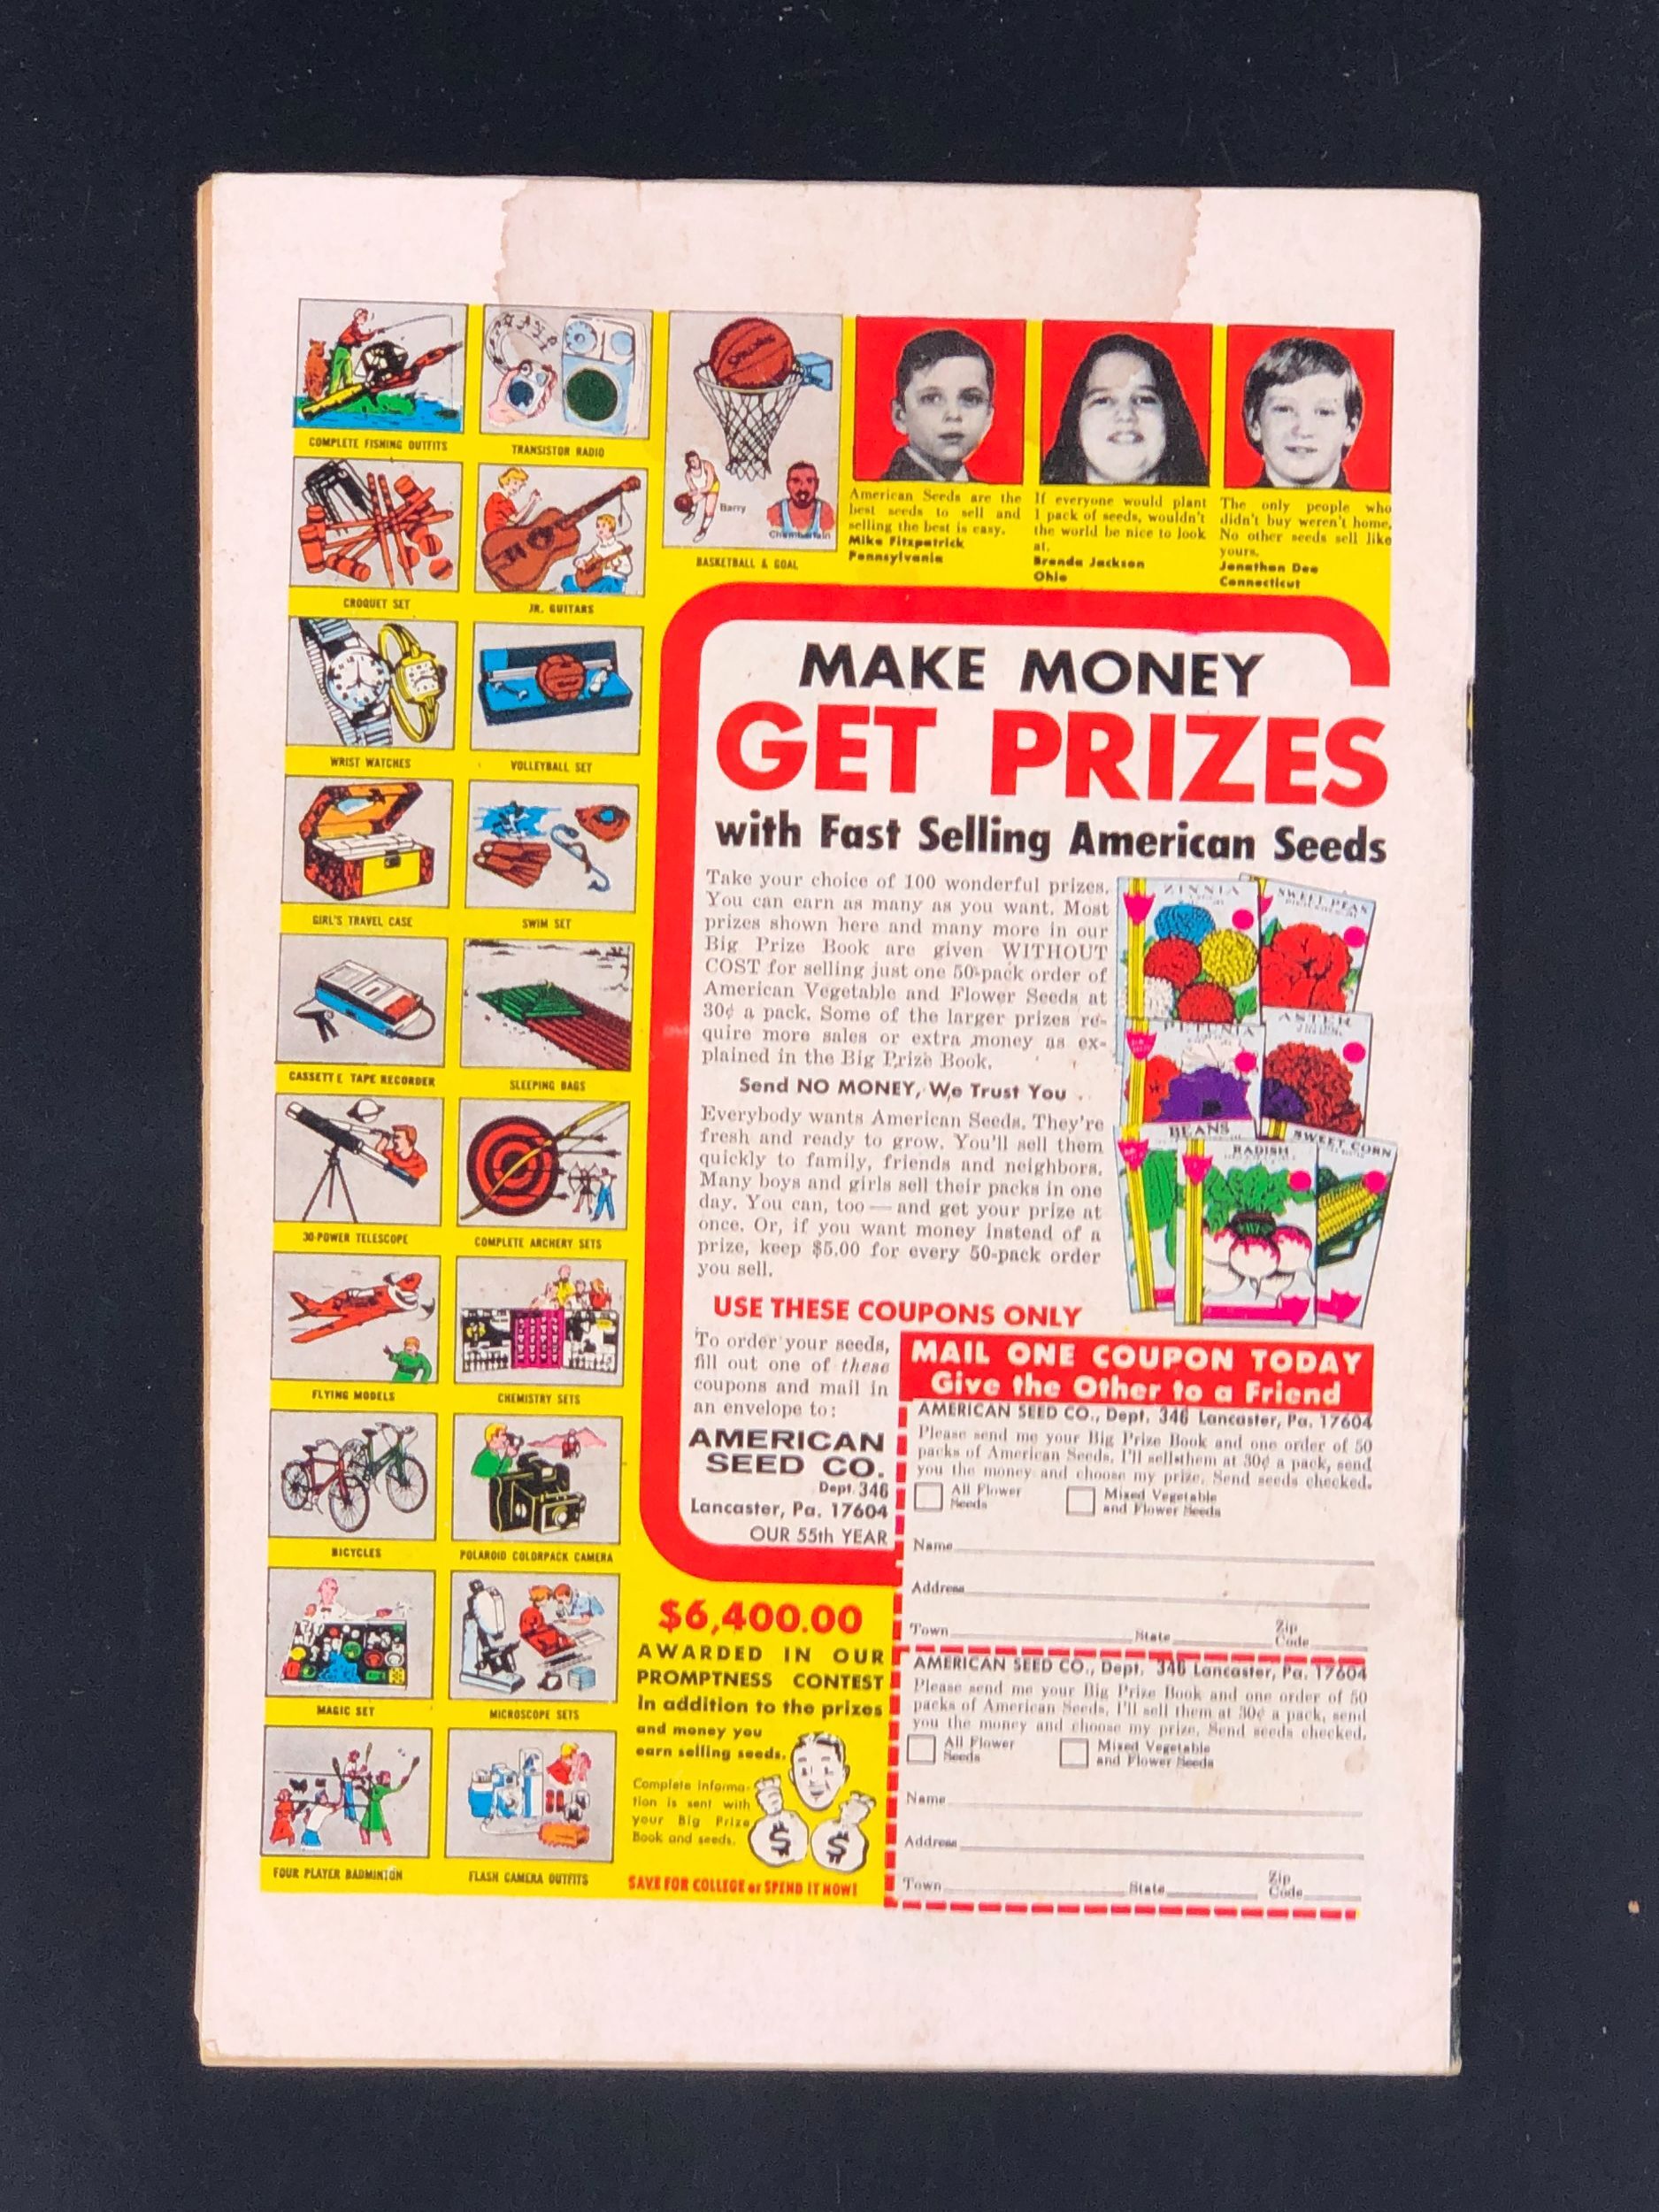 COMPLETE FISHING OUTFITS
TRANSISTOR RADIO
Barry
Chamberlain
BASKETBALL & GOAL
CROQUET SET
JR. GUITARS
WRIST WATCHES
VOLLEYBALL SET
GIRL'S TRAVEL CASE
SWIM SET
CASSETTE TAPE RECORDER
SLEEPING BAGS
30-POWER TELESCOPE
COMPLETE ARCHERY SETS
FLYING MODELS
CHEMISTRY SETS
BICYCLES
POLAROID COLORPACK CAMERA
MAGIC SET
MICROSCOPE SETS
FOUR PLAYER BADMINTON
FLASH CAMERA OUTFITS
American Seeds are the
best seeds to sell and
selling the best is easy.
Mike Fitzpatrick
Pennsylvania
If everyone would plant
1 pack of seeds, wouldn't
the world be nice to look
at.
Brenda Jackson
Ohio
The only people who
didn't buy weren't home,
No other seeds sell like
yours.
Jonathan Dee
Connecticut
MAKE MONEY
GET PRIZES
with Fast Selling American Seeds
Take your choice of 100 wonderful prizes.
You can earn as many as you want. Most
prizes shown here and many more in our
Big Prize Book are given WITHOUT
COST for selling just one 50-pack order of
American Vegetable and Flower Seeds at
30¢ a pack. Some of the larger prizes re-
quire more sales or extra money as ex-
plained in the Big Prize Book.
Send NO MONEY, We Trust You
Everybody wants American Seeds. They're
fresh and ready to grow. You'll sell them
quickly to family, friends and neighbors.
Many boys and girls sell their packs in one
day. You can, too — and get your prize at
once. Or, if you want money instead of a
prize, keep $5.00 for every 50-pack order
you sell.
ZINNIA
SWEET PEAS
PETUNIA
ASTER
BEANS
RADISH
SWEET CORN
USE THESE COUPONS ONLY
To order your seeds,
fill out one of these
coupons and mail in
an envelope to:
AMERICAN
SEED CO.
Dept. 346
Lancaster, Pa. 17604
OUR 55th YEAR
MAIL ONE COUPON TODAY
Give the Other to a Friend
AMERICAN SEED CO., Dept. 346 Lancaster, Pa. 17604
Please send me your Big Prize Book and one order of 50
packs of American Seeds. I'll sell them at 30¢ a pack, send
you the money and choose my prize. Send seeds checked.
All Flower
Seeds
Mixed Vegetable
and Flower Seeds
Name
Address
Town State Zip
Code
AMERICAN SEED CO., Dept. 346 Lancaster, Pa. 17604
Please send me your Big Prize Book and one order of 50
packs of American Seeds. I'll sell them at 30¢ a pack, send
you the money and choose my prize. Send seeds checked.
All Flower
Seeds
Mixed Vegetable
and Flower Seeds
Name
Address
Town State Zip
Code
$6,400.00
AWARDED IN OUR
PROMPTNESS CONTEST
In addition to the prizes
and money you
earn selling seeds.
Complete informa-
tion is sent with
your Big Prize
Book and seeds.
$ $
SAVE FOR COLLEGE or SPEND IT NOW!